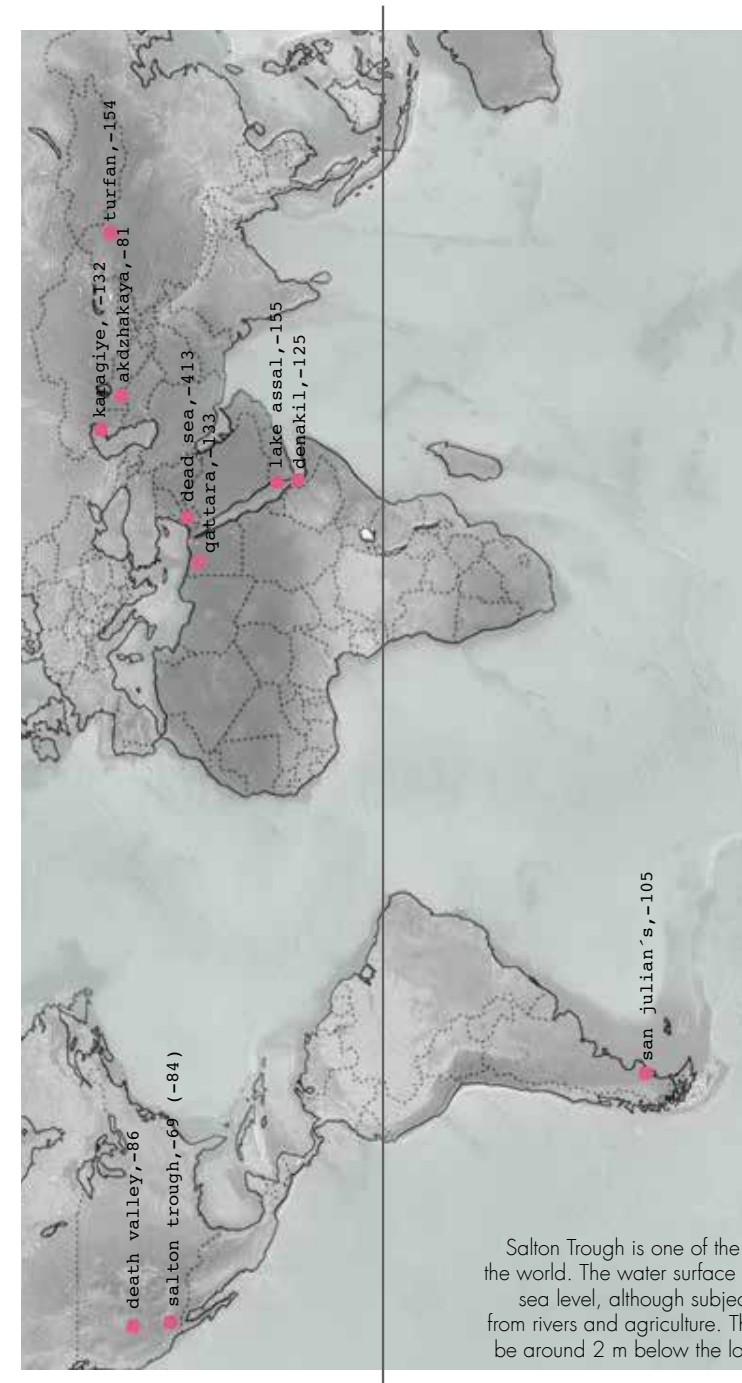 turfan,-154
karagiye, -132
akdzhakaya,-81
dead sea,-413
qattara,-133
lake assal,-155
denakil,-125
san julian´s,-105
death valley,-86
salton trough,-69 (-84)
Salton Trough is one of the
the world. The water surface
sea level, although subjec
from rivers and agriculture. Th
be around 2 m below the lo